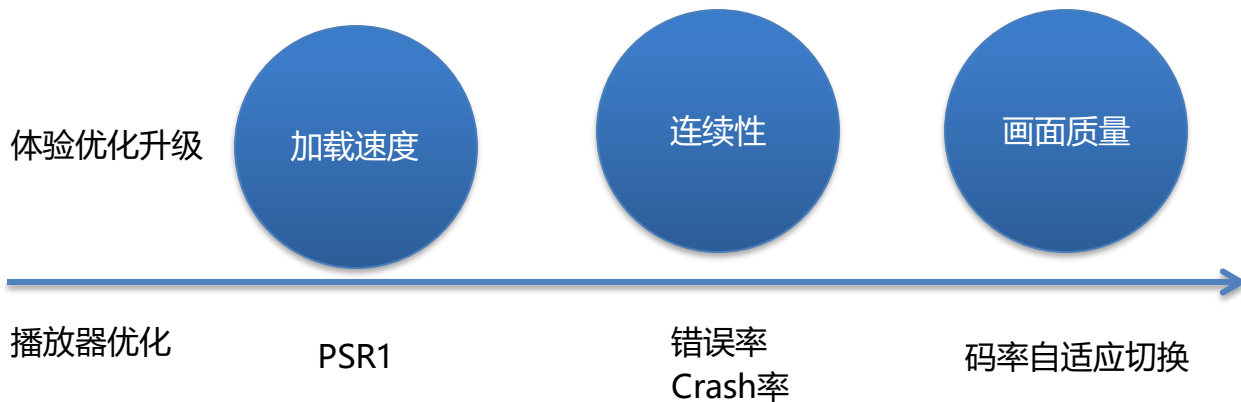 体验优化升级
加载速度
连续性
画面质量
播放器优化
PSR1
错误率
Crash率
码率自适应切换